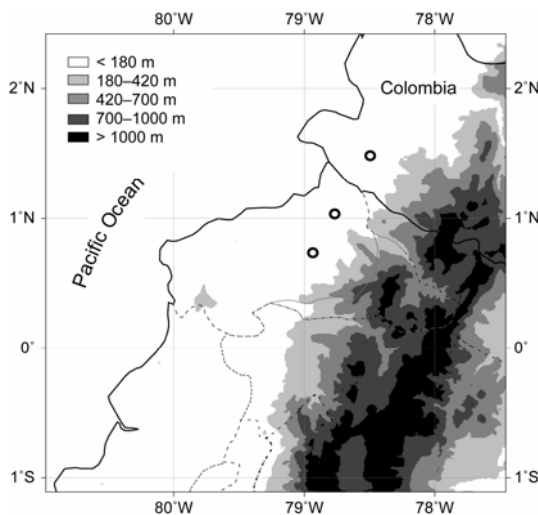 80°W 79°W 78°W
< 180 m
180–420 m
420–700 m
700–1000 m
> 1000 m
Colombia
2°N 2°N
Pacific Ocean
1°N 1°N
0° 0°
1°S 1°S
80°W 79°W 78°W